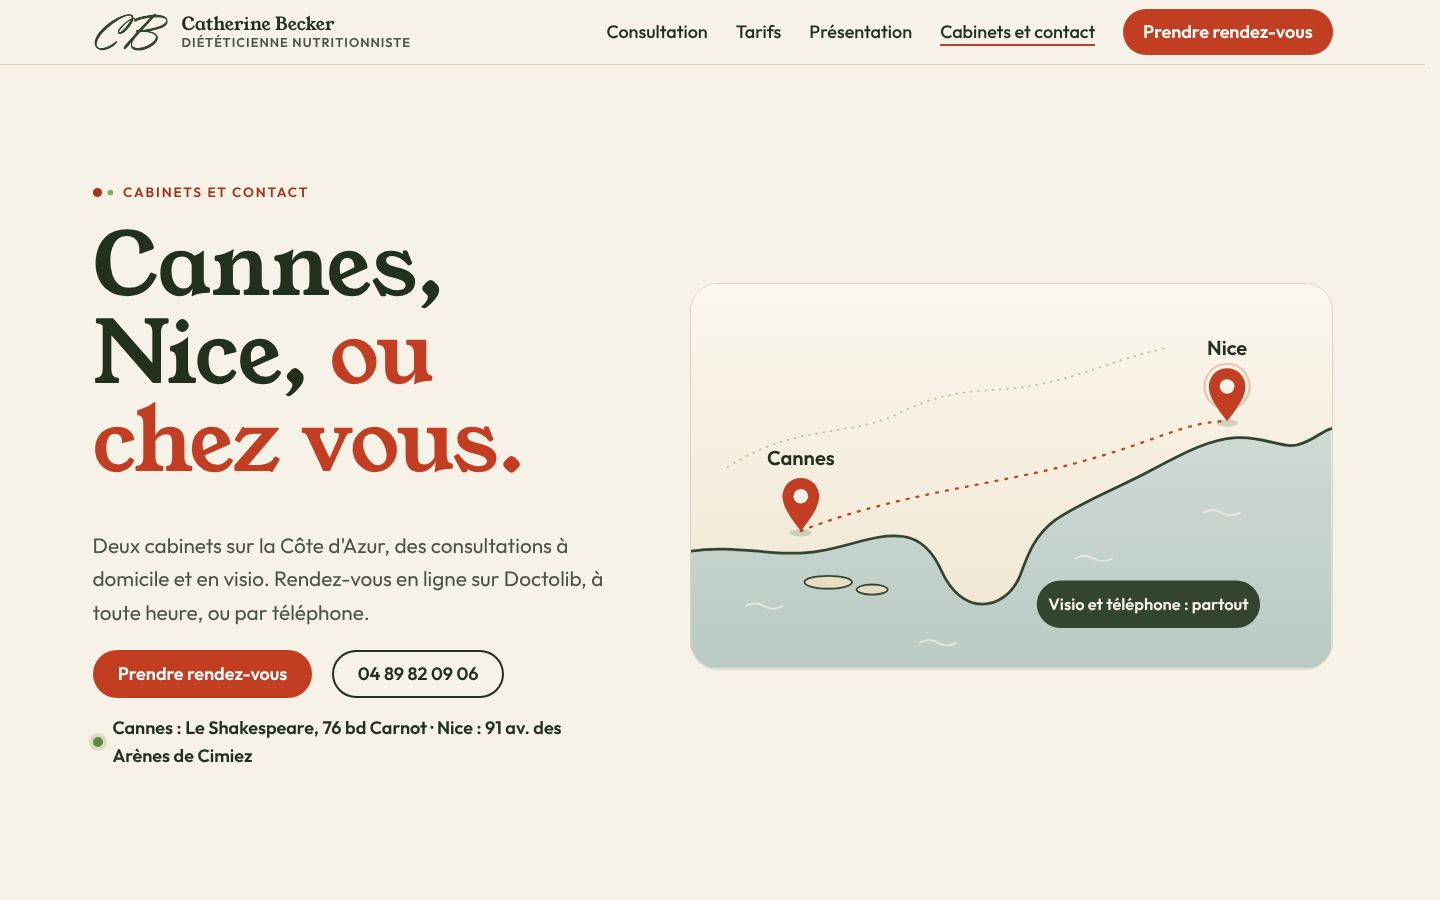 CB
Catherine Becker
DIÉTÉTICIENNE NUTRITIONNISTE
Consultation
Tarifs
Présentation
Cabinets et contact
Prendre rendez-vous
CABINETS ET CONTACT
Cannes,
Nice, ou
chez vous.
Deux cabinets sur la Côte d'Azur, des consultations à
domicile et en visio. Rendez-vous en ligne sur Doctolib, à
toute heure, ou par téléphone.
Prendre rendez-vous
04 89 82 09 06
Cannes : Le Shakespeare, 76 bd Carnot · Nice : 91 av. des
Arènes de Cimiez
Nice
Cannes
Visio et téléphone : partout